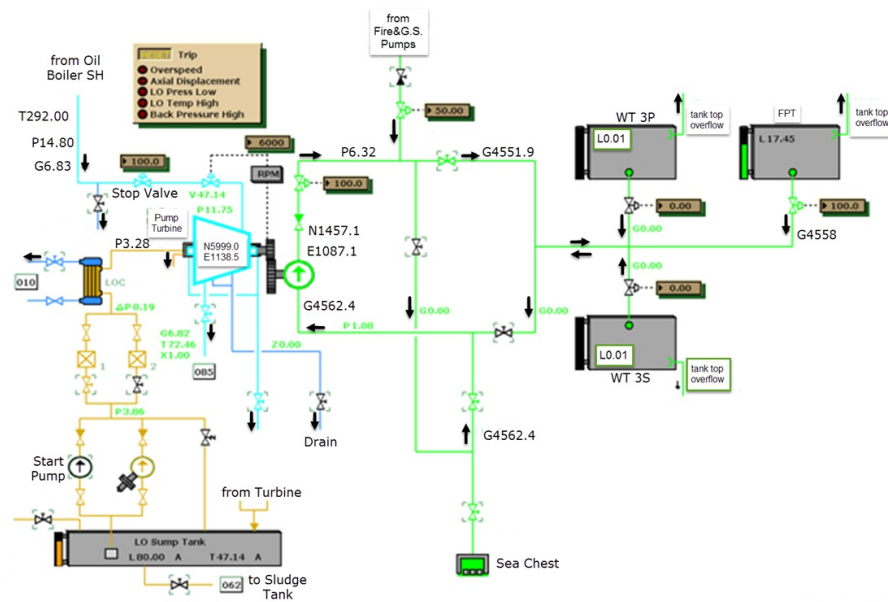 from
Fire&G.S.
Pumps
from Oil
Boiler SH
RESET Trip
Overspeed
Axial Displacement
LO Press Low
LO Temp High
Back Pressure High
T292.00
P14.80
G6.83
100.0
6000
50.00
RPM
Stop Valve
V47.14
P11.75
Pump
Turbine
N5999.0
E1138.5
P6.32
100.0
N1457.1
E1087.1
G4562.4
G4551.9
WT 3P
L0.01
tank top
overflow
FPT
L17.45
tank top
overflow
0.00
100.0
G0.00
G4558
G0.00
0.00
L0.01
WT 3S
tank top
overflow
P3.28
010
LOC
ΔP0.19
G6.82
T72.46
X1.00
Z0.00
085
1
2
P3.86
Drain
G0.00
P1.08
G0.00
G4562.4
Start
Pump
from Turbine
LO Sump Tank
L80.00 A T47.14 A
062
to Sludge
Tank
Sea Chest